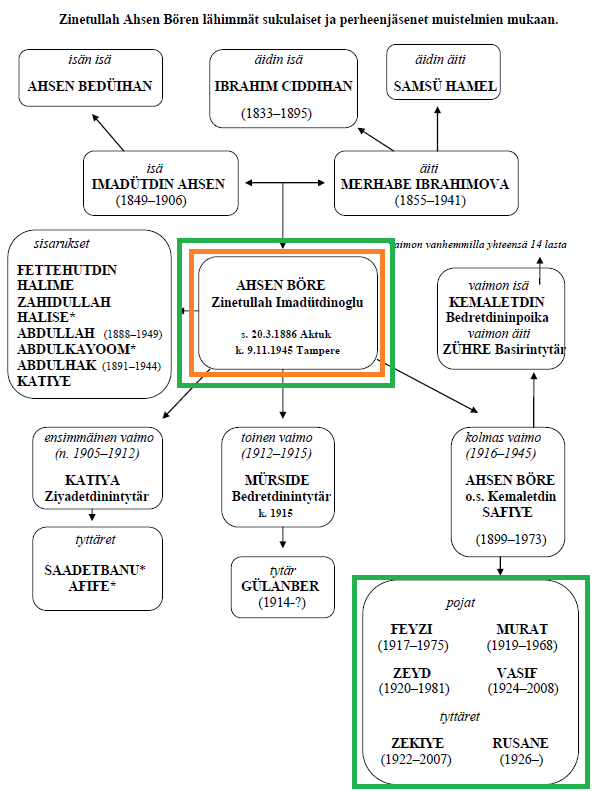 Zinetullah Ahsen Bören lähimmät sukulaiset ja perheenjäsenet muistelmien mukaan.
isän isä
AHSEN BEDÜIHAN
äidin isä
IBRAHIM CIDDIHAN
(1833–1895)
äidin äiti
SAMSÜ HAMEL
isä
IMADÜTDIN AHSEN
(1849–1906)
äiti
MERHABE IBRAHIMOVA
(1855–1941)
sisarukset
FETTEHUTDIN
HALIME
ZAHIDULLAH
HALISE*
ABDULLAH (1888–1949)
ABDULKAYOOM*
ABDULHAK (1891–1944)
KATIYE
AHSEN BÖRE
Zinetullah Imadütdinoglu
s. 20.3.1886 Aktuk
k. 9.11.1945 Tampere
vaimon vanhemmilla yhteensä 14 lasta
vaimon isä
KEMALETDIN
Bedretdininpoika
vaimon äiti
ZÜHRE Basirintytär
ensimmäinen vaimo
(n. 1905–1912)
KATIYA
Ziyadetdinintytär
toinen vaimo
(1912–1915)
MÜRSIDE
Bedretdinintytär
k. 1915
kolmas vaimo
(1916–1945)
AHSEN BÖRE
o.s. Kemaletdin
SAFIYE
(1899–1973)
tyttäret
SAADETBANU*
AFIFE*
tytär
GÜLANBER
(1914-?)
pojat
FEYZI MURAT
(1917–1975) (1919–1968)
ZEYD VASIF
(1920–1981) (1924–2008)
tyttäret
ZEKIYE RUSANE
(1922–2007) (1926–)